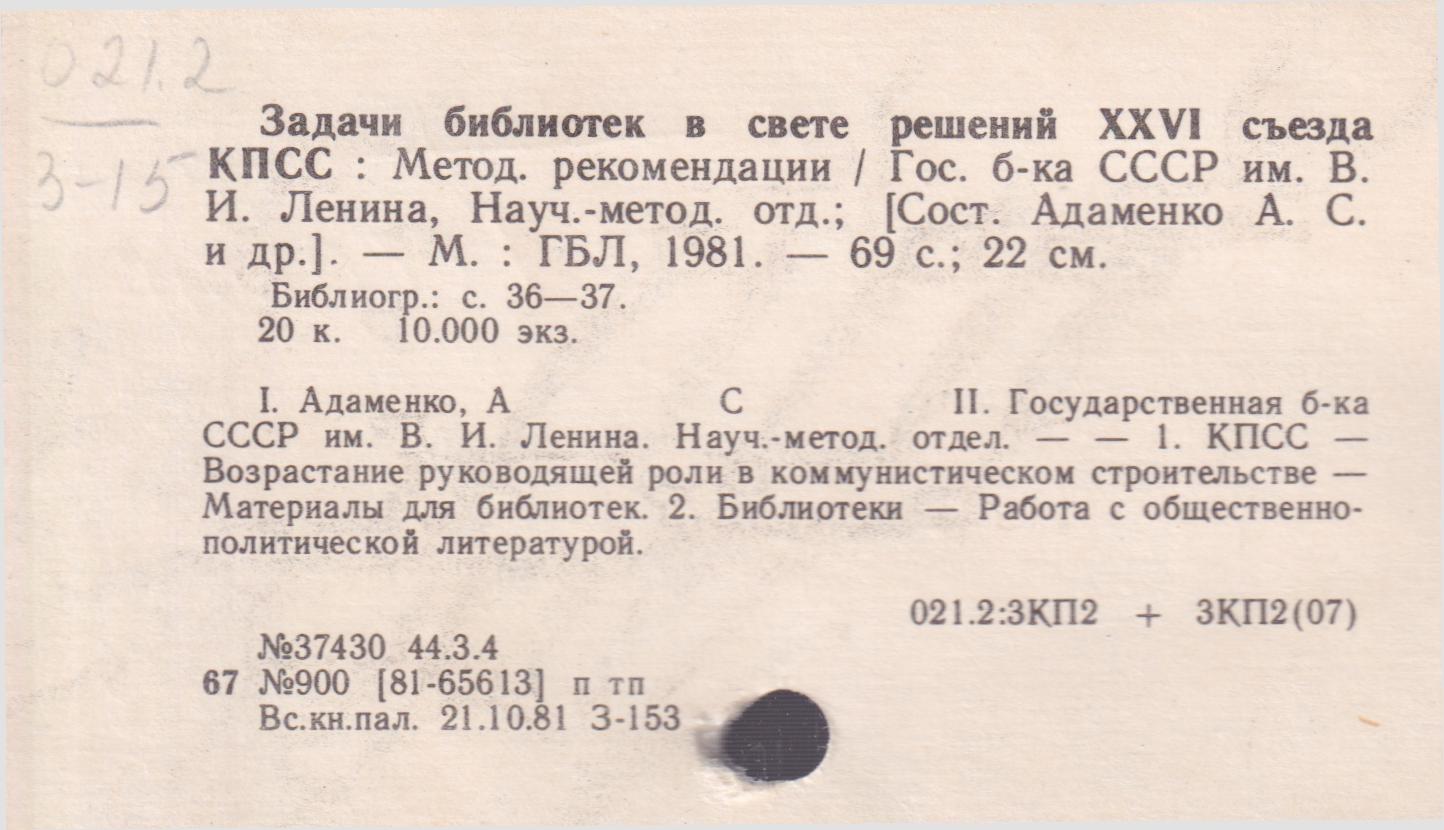 021.2
З-15
Задачи библиотек в свете решений XXVI съезда
КПСС : Метод. рекомендации / Гос. б-ка СССР им. В.
И. Ленина, Науч.-метод. отд.; [Сост. Адаменко А. С.
и др.]. — М. : ГБЛ, 1981. — 69 с.; 22 см.
Библиогр.: с. 36—37.
20 к. 10.000 экз.
I. Адаменко, А С II. Государственная б-ка
СССР им. В. И. Ленина. Науч.-метод. отдел. — — 1. КПСС —
Возрастание руководящей роли в коммунистическом строительстве —
Материалы для библиотек. 2. Библиотеки — Работа с общественно-
политической литературой.
021.2:3КП2 + 3КП2(07)
№37430 44.3.4
67 №900 [81-65613] п тп
Вс.кн.пал. 21.10.81 З-153